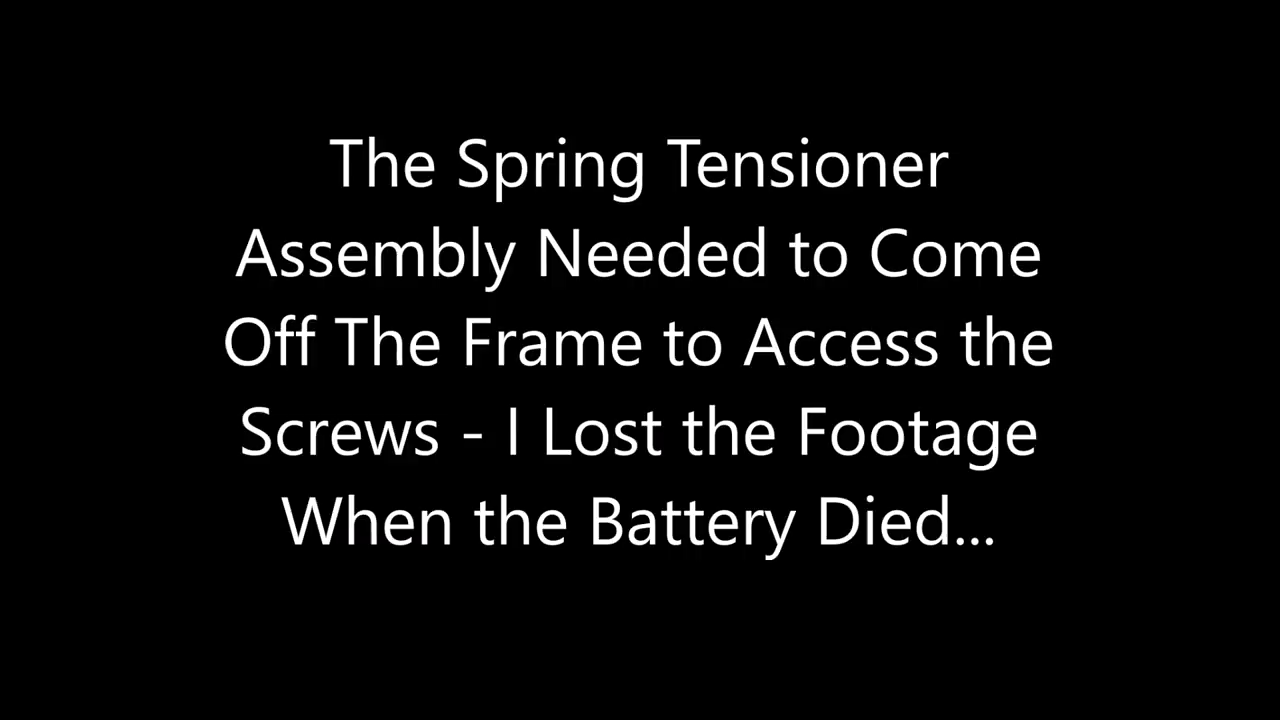 The Spring Tensioner
Assembly Needed to Come
Off The Frame to Access the
Screws - I Lost the Footage
When the Battery Died...